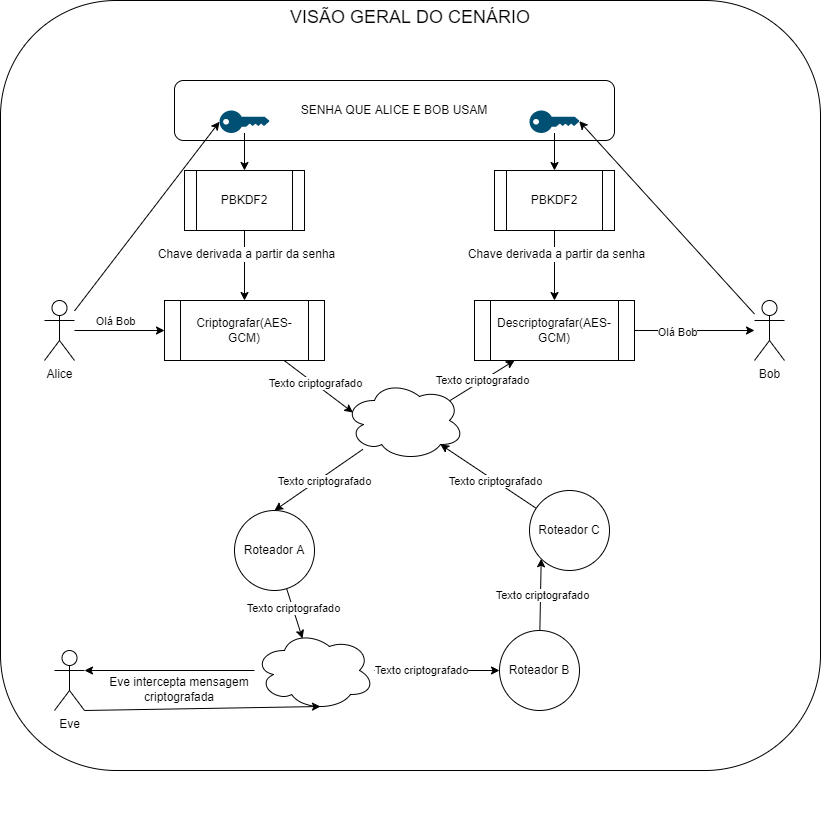 VISÃO GERAL DO CENÁRIO
SENHA QUE ALICE E BOB USAM
PBKDF2
PBKDF2
Chave derivada a partir da senha
Chave derivada a partir da senha
Olá Bob
Criptografar(AES-
GCM)
Descriptografar(AES-
GCM)
Olá Bob
Alice
Bob
Texto criptografado
Texto criptografado
Texto criptografado
Texto criptografado
Roteador A
Roteador C
Texto criptografado
Texto criptografado
Eve intercepta mensagem
criptografada
Texto criptografado
Roteador B
Eve